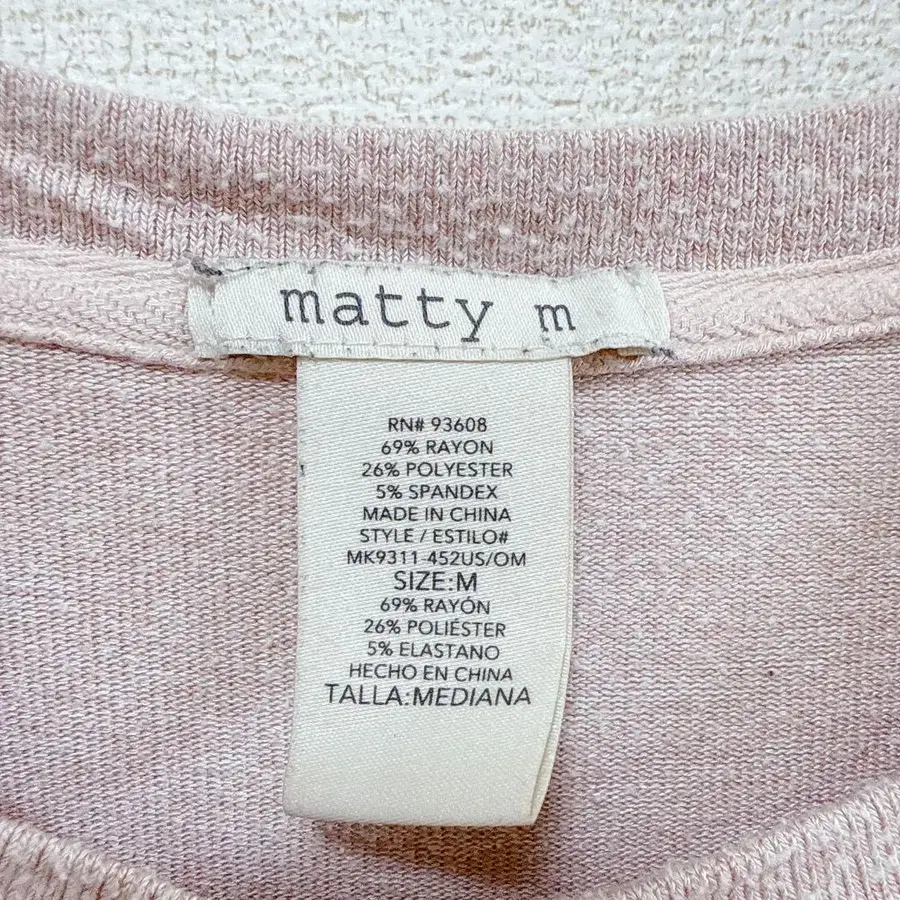 matty m
RN# 93608
69% RAYON
26% POLYESTER
5% SPANDEX
MADE IN CHINA
STYLE / ESTILO#
MK9311-452US/OM
SIZE:M
69% RAYÓN
26% POLIÉSTER
5% ELASTANO
HECHO EN CHINA
TALLA:MEDIANA